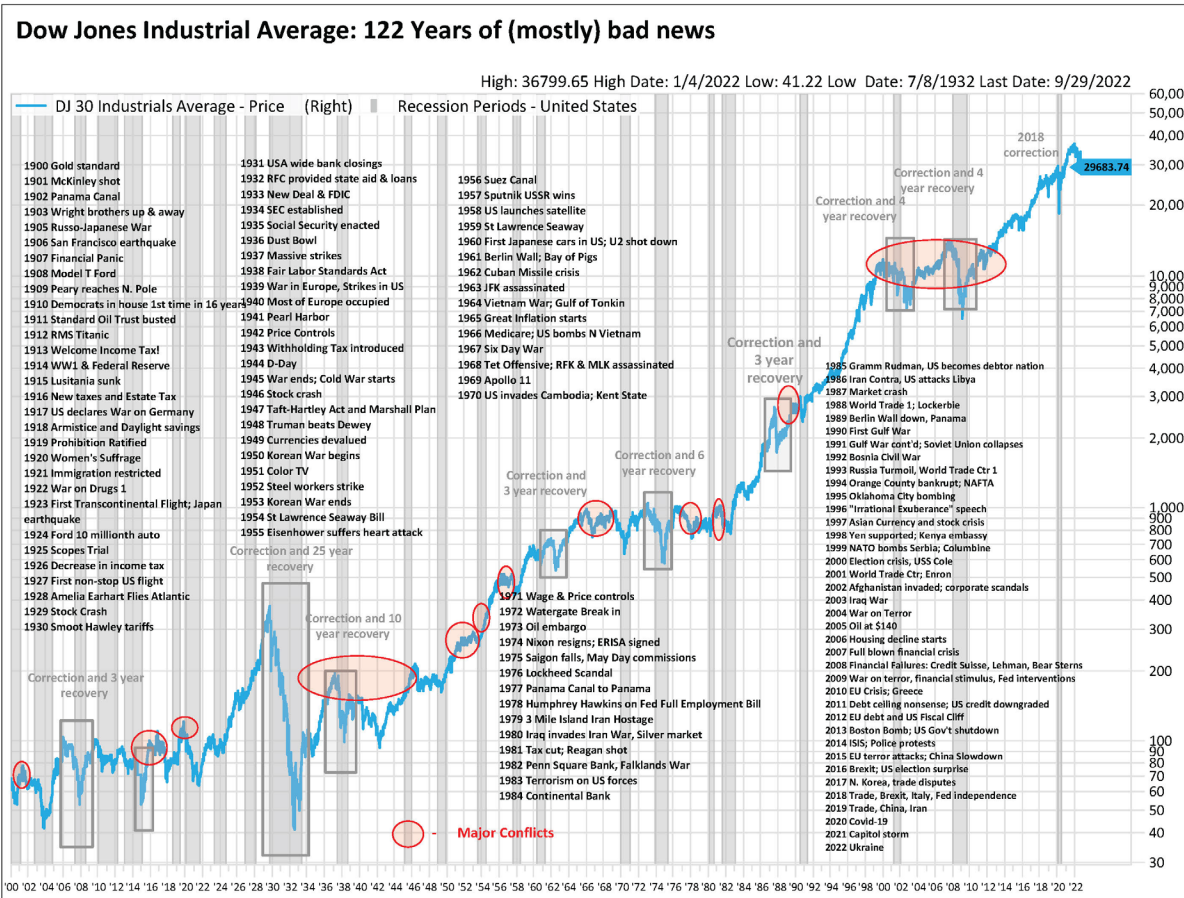 Dow Jones Industrial Average: 122 Years of (mostly) bad news
High: 36799.65 High Date: 1/4/2022 Low: 41.22 Low Date: 7/8/1932 Last Date: 9/29/2022
DJ 30 Industrials Average - Price (Right)
Recession Periods - United States
1900 Gold standard
1901 McKinley shot
1902 Panama Canal
1903 Wright brothers up & away
1905 Russo-Japanese War
1906 San Francisco earthquake
1907 Financial Panic
1908 Model T Ford
1909 Peary reaches N. Pole
1910 Democrats in house 1st time in 16 years
1911 Standard Oil Trust busted
1912 RMS Titanic
1913 Welcome Income Tax!
1914 WW1 & Federal Reserve
1915 Lusitania sunk
1916 New taxes and Estate Tax
1917 US declares War on Germany
1918 Armistice and Daylight savings
1919 Prohibition Ratified
1920 Women's Suffrage
1921 Immigration restricted
1922 War on Drugs 1
1923 First Transcontinental Flight; Japan
earthquake
1924 Ford 10 millionth auto
1925 Scopes Trial
1926 Decrease in income tax
1927 First non-stop US flight
1928 Amelia Earhart Flies Atlantic
1929 Stock Crash
1930 Smoot Hawley tariffs
1931 USA wide bank closings
1932 RFC provided state aid & loans
1933 New Deal & FDIC
1934 SEC established
1935 Social Security enacted
1936 Dust Bowl
1937 Massive strikes
1938 Fair Labor Standards Act
1939 War in Europe, Strikes in US
1940 Most of Europe occupied
1941 Pearl Harbor
1942 Price Controls
1943 Withholding Tax introduced
1944 D-Day
1945 War ends; Cold War starts
1946 Stock crash
1947 Taft-Hartley Act and Marshall Plan
1948 Truman beats Dewey
1949 Currencies devalued
1950 Korean War begins
1951 Color TV
1952 Steel workers strike
1953 Korean War ends
1954 St Lawrence Seaway Bill
1955 Eisenhower suffers heart attack
1956 Suez Canal
1957 Sputnik USSR wins
1958 US launches satellite
1959 St Lawrence Seaway
1960 First Japanese cars in US; U2 shot down
1961 Berlin Wall; Bay of Pigs
1962 Cuban Missile crisis
1963 JFK assassinated
1964 Vietnam War; Gulf of Tonkin
1965 Great Inflation starts
1966 Medicare; US bombs N Vietnam
1967 Six Day War
1968 Tet Offensive; RFK & MLK assassinated
1969 Apollo 11
1970 US invades Cambodia; Kent State
1971 Wage & Price controls
1972 Watergate Break in
1973 Oil embargo
1974 Nixon resigns; ERISA signed
1975 Saigon falls, May Day commissions
1976 Lockheed Scandal
1977 Panama Canal to Panama
1978 Humphrey Hawkins on Fed Full Employment Bill
1979 3 Mile Island Iran Hostage
1980 Iraq invades Iran War, Silver market
1981 Tax cut; Reagan shot
1982 Penn Square Bank, Falklands War
1983 Terrorism on US forces
1984 Continental Bank
1985 Gramm Rudman, US becomes debtor nation
1986 Iran Contra, US attacks Libya
1987 Market crash
1988 World Trade 1; Lockerbie
1989 Berlin Wall down, Panama
1990 First Gulf War
1991 Gulf War cont'd; Soviet Union collapses
1992 Bosnia Civil War
1993 Russia Turmoil, World Trade Ctr 1
1994 Orange County bankrupt; NAFTA
1995 Oklahoma City bombing
1996 "Irrational Exuberance" speech
1997 Asian Currency and stock crisis
1998 Yen supported; Kenya embassy
1999 NATO bombs Serbia; Columbine
2000 Election crisis, USS Cole
2001 World Trade Ctr; Enron
2002 Afghanistan invaded; corporate scandals
2003 Iraq War
2004 War on Terror
2005 Oil at $140
2006 Housing decline starts
2007 Full blown financial crisis
2008 Financial Failures: Credit Suisse, Lehman, Bear Sterns
2009 War on terror, financial stimulus, Fed interventions
2010 EU Crisis; Greece
2011 Debt ceiling nonsense; US credit downgraded
2012 EU debt and US Fiscal Cliff
2013 Boston Bomb; US Gov't shutdown
2014 ISIS; Police protests
2015 EU terror attacks; China Slowdown
2016 Brexit; US election surprise
2017 N. Korea, trade disputes
2018 Trade, Brexit, Italy, Fed independence
2019 Trade, China, Iran
2020 Covid-19
2021 Capitol storm
2022 Ukraine
Correction and 3 year
recovery
Correction and 25 year
recovery
Correction and 10
year recovery
Correction and
3 year recovery
Correction and 6
year recovery
Correction and
3 year
recovery
Correction and 4
year recovery
Correction and 4
year recovery
2018
correction
29683.74
- Major Conflicts
60,00
50,00
40,00
30,00
20,00
10,00
9,000
8,000
7,000
6,000
5,000
4,000
3,000
2,000
1,000
900
800
700
600
500
400
300
200
100
90
80
70
60
50
40
30
'00 '02 '04 '06 '08 '10 '12 '14 '16 '18 '20 '22 '24 '26 '28 '30 '32 '34 '36 '38 '40 '42 '44 '46 '48 '50 '52 '54 '56 '58 '60 '62 '64 '66 '68 '70 '72 '74 '76 '78 '80 '82 '84 '86 '88 '90 '92 '94 '96 '98 '00 '02 '04 '06 '08 '10 '12 '14 '16 '18 '20 '22